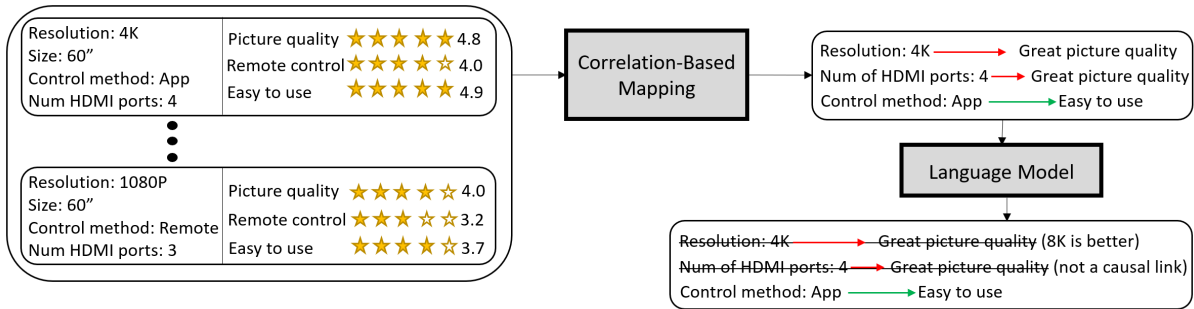 Resolution: 4K
Size: 60”
Control method: App
Num HDMI ports: 4
Picture quality 4.8
Remote control 4.0
Easy to use 4.9
Resolution: 1080P
Size: 60”
Control method: Remote
Num HDMI ports: 3
Picture quality 4.0
Remote control 3.2
Easy to use 3.7
Correlation-Based
Mapping
Resolution: 4K Great picture quality
Num of HDMI ports: 4 Great picture quality
Control method: App Easy to use
Language Model
Resolution: 4K Great picture quality (8K is better)
Num of HDMI ports: 4 Great picture quality (not a causal link)
Control method: App Easy to use